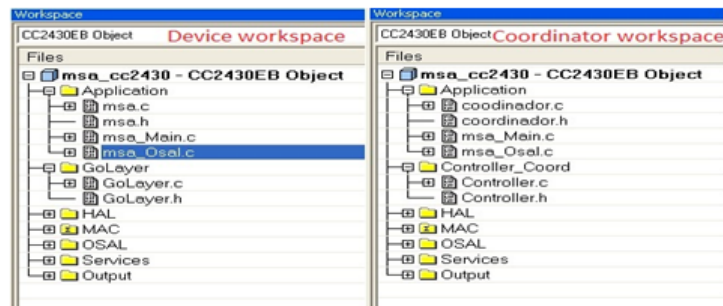 Workspace
CC2430EB Object Device workspace
Files
msa_cc2430 - CC2430EB Object
Application
msa.c
msa.h
msa_Main.c
msa_Osal.c
GoLayer
GoLayer.c
GoLayer.h
HAL
MAC
OSAL
Services
Output
Workspace
CC2430EB Object Coordinator workspace
Files
msa_cc2430 - CC2430EB Object
Application
coodinador.c
coordinador.h
msa_Main.c
msa_Osal.c
Controller_Coord
Controller.c
Controller.h
HAL
MAC
OSAL
Services
Output